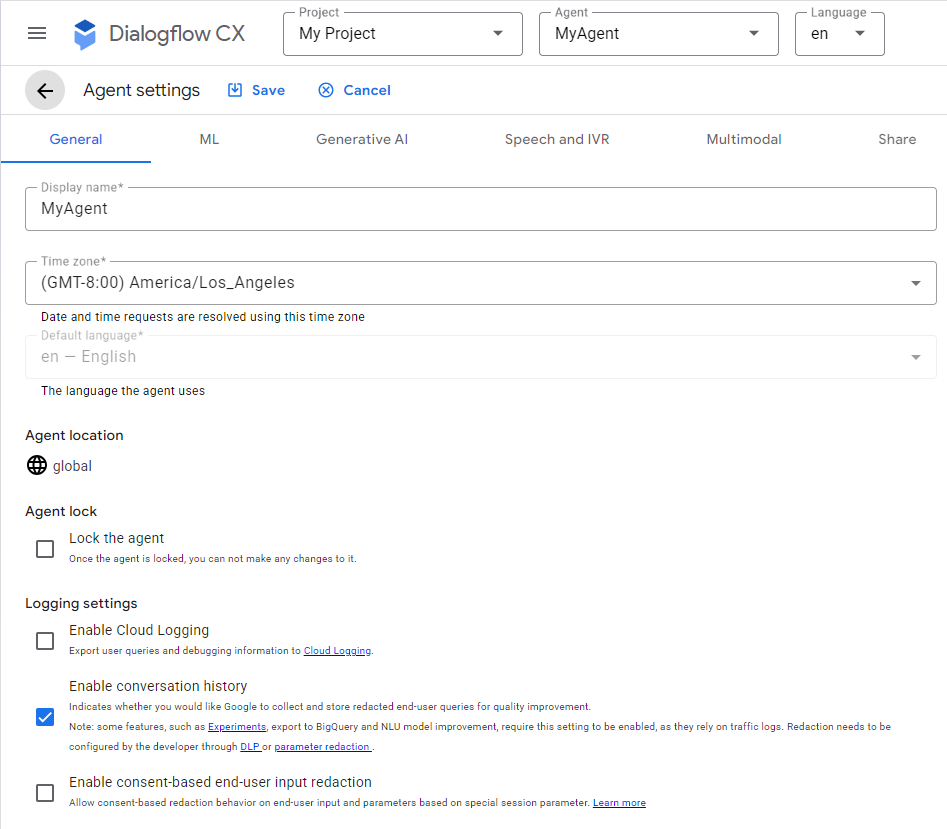 Dialogflow CX
Project
My Project
Agent
MyAgent
Language
en
Agent settings
Save
Cancel
General
ML
Generative AI
Speech and IVR
Multimodal
Share
Display name*
MyAgent
Time zone*
(GMT-8:00) America/Los_Angeles
Date and time requests are resolved using this time zone
Default language*
en — English
The language the agent uses
Agent location
global
Agent lock
Lock the agent
Once the agent is locked, you can not make any changes to it.
Logging settings
Enable Cloud Logging
Export user queries and debugging information to Cloud Logging.
Enable conversation history
Indicates whether you would like Google to collect and store redacted end-user queries for quality improvement.
Note: some features, such as Experiments, export to BigQuery and NLU model improvement, require this setting to be enabled, as they rely on traffic logs. Redaction needs to be
configured by the developer through DLP or parameter redaction .
Enable consent-based end-user input redaction
Allow consent-based redaction behavior on end-user input and parameters based on special session parameter. Learn more